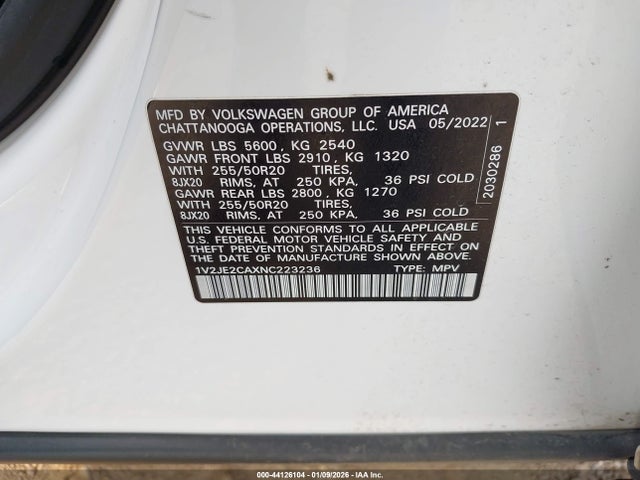 MFD BY VOLKSWAGEN GROUP OF AMERICA
CHATTANOOGA OPERATIONS, LLC. USA 05/2022
GVWR LBS 5600, KG 2540
GAWR FRONT LBS 2910, KG 1320
WITH 255/50R20 TIRES,
8JX20 RIMS, AT 250 KPA, 36 PSI COLD
GAWR REAR LBS 2800, KG 1270
WITH 255/50R20 TIRES,
8JX20 RIMS, AT 250 KPA, 36 PSI COLD
THIS VEHICLE CONFORMS TO ALL APPLICABLE
U.S. FEDERAL MOTOR VEHICLE SAFETY AND
THEFT PREVENTION STANDARDS IN EFFECT ON
THE DATE OF MANUFACTURE SHOWN ABOVE.
1V2JE2CAXNC223236 TYPE: MPV
2030286 1
000-44126104 | 01/09/2026 | Copyright © IAA, Inc.